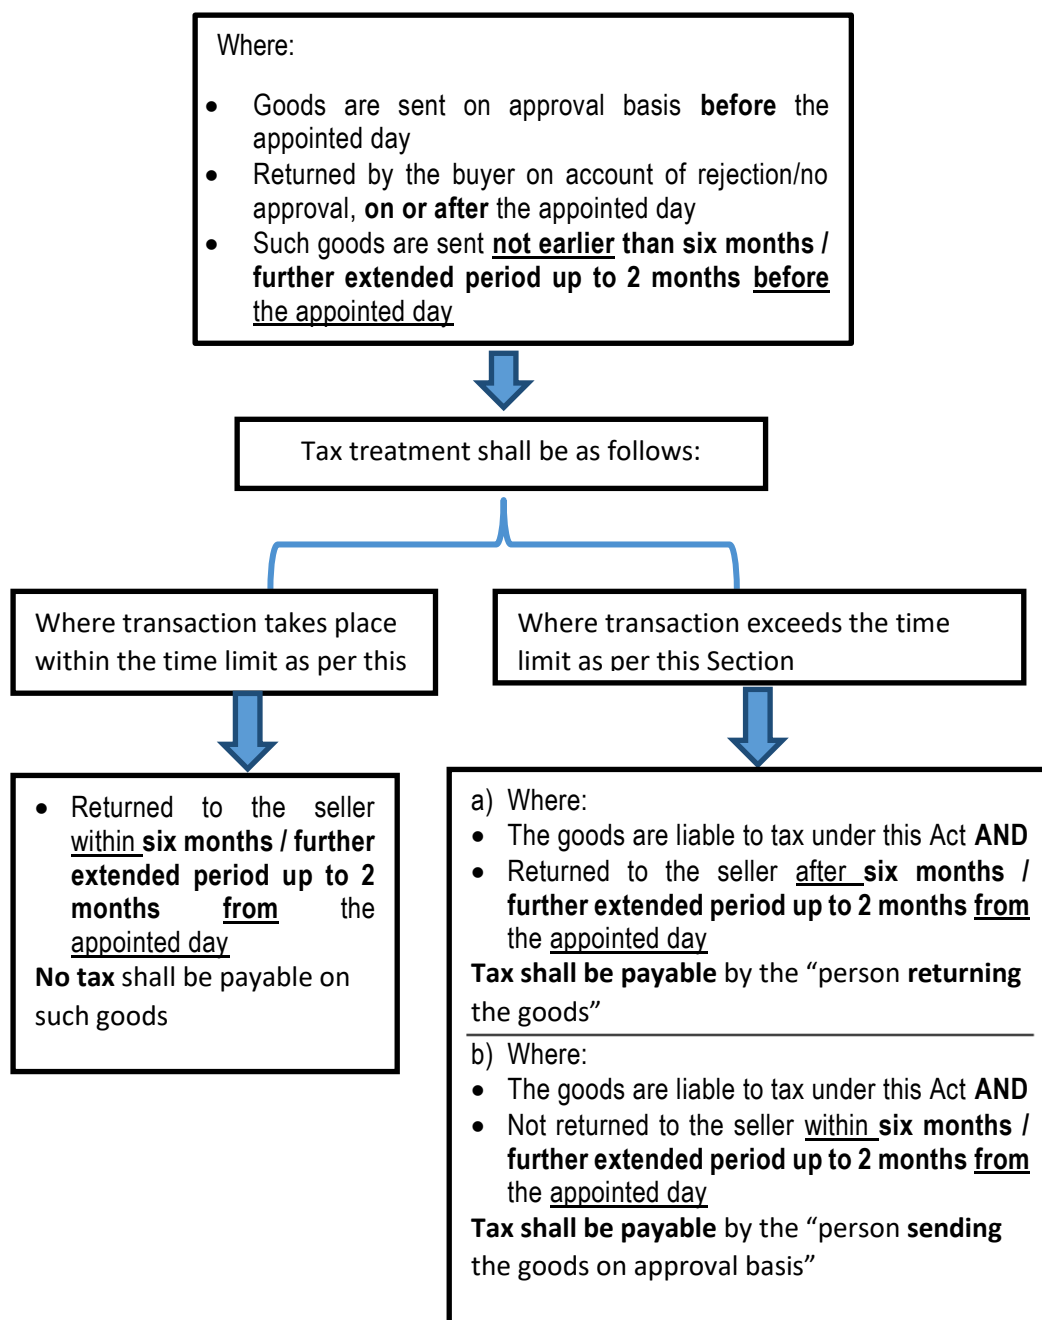 Where:
• Goods are sent on approval basis before the
appointed day
• Returned by the buyer on account of rejection/no
approval, on or after the appointed day
• Such goods are sent not earlier than six months /
further extended period up to 2 months before
the appointed day
Tax treatment shall be as follows:
Where transaction takes place
within the time limit as per this
Where transaction exceeds the time
limit as per this Section
• Returned to the seller
within six months / further
extended period up to 2
months from the
appointed day
No tax shall be payable on
such goods
a) Where:
• The goods are liable to tax under this Act AND
• Returned to the seller after six months /
further extended period up to 2 months from
the appointed day
Tax shall be payable by the “person returning
the goods”
b) Where:
• The goods are liable to tax under this Act AND
• Not returned to the seller within six months /
further extended period up to 2 months from
the appointed day
Tax shall be payable by the “person sending
the goods on approval basis”